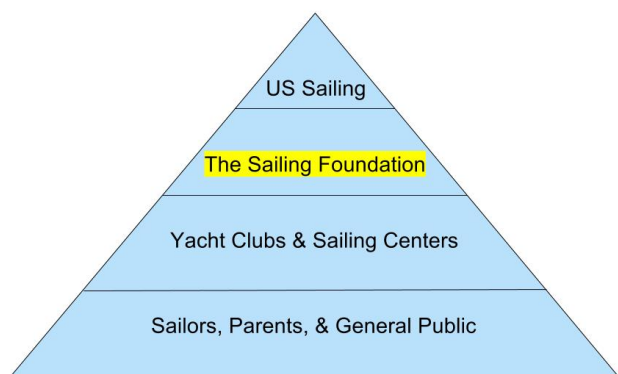 US Sailing
The Sailing Foundation
Yacht Clubs & Sailing Centers
Sailors, Parents, & General Public